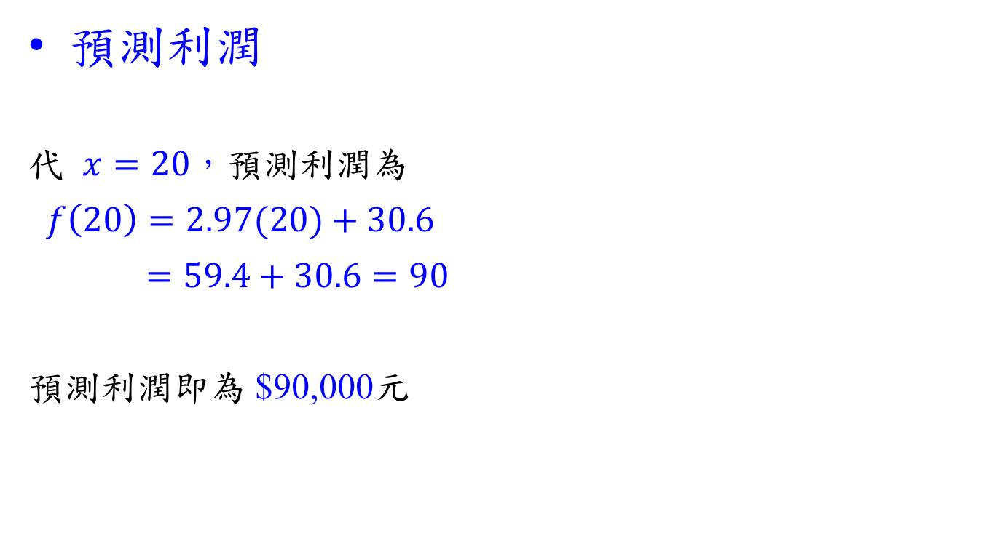 • 預測利潤
代 x = 20，預測利潤為
f(20) = 2.97(20) + 30.6
= 59.4 + 30.6 = 90
預測利潤即為 $90,000元